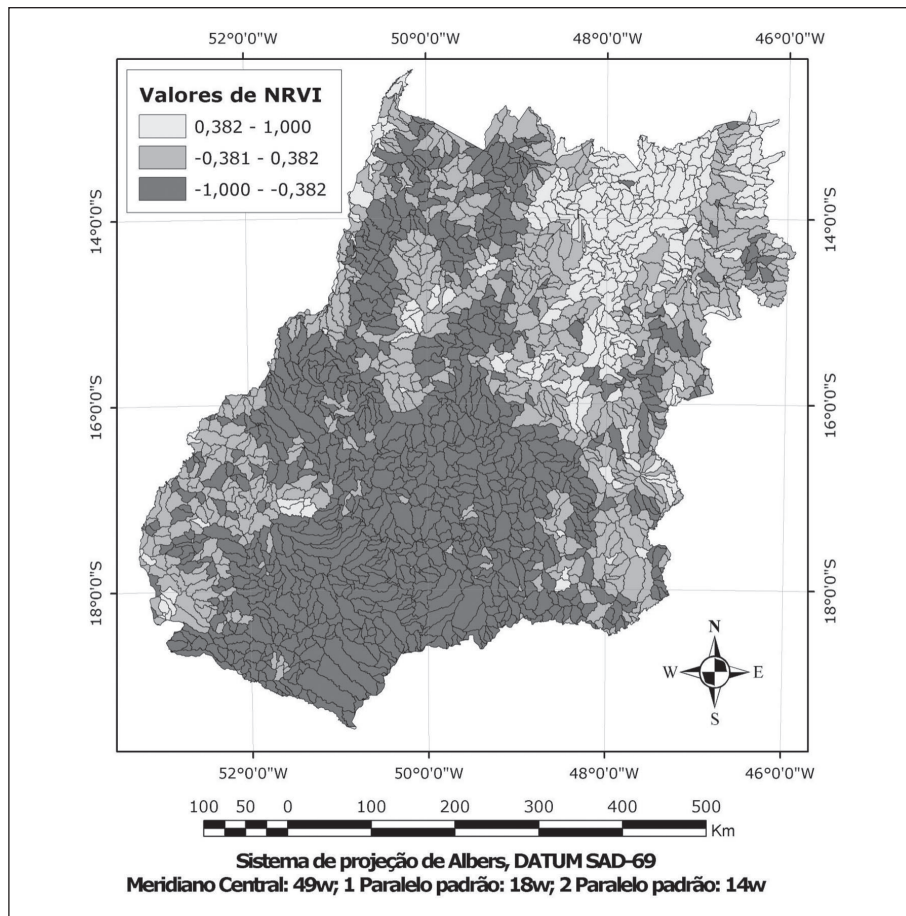 52°0'0"W 50°0'0"W 48°0'0"W 46°0'0"W
Valores de NRVI
0,382 - 1,000
-0,381 - 0,382
-1,000 - -0,382
14°0'0"S 14°0'0"S
16°0'0"S 16°0'0"S
18°0'0"S 18°0'0"S
N
W E
S
52°0'0"W 50°0'0"W 48°0'0"W 46°0'0"W
100 50 0 100 200 300 400 500
Km
Sistema de projeção de Albers, DATUM SAD-69
Meridiano Central: 49w; 1 Paralelo padrão: 18w; 2 Paralelo padrão: 14w